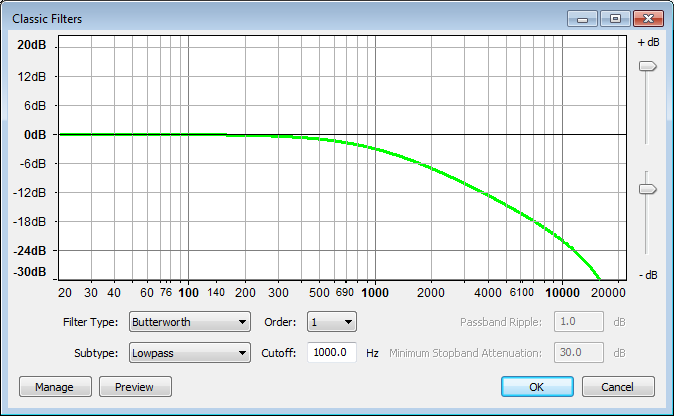 Classic Filters
+ dB
20dB
12dB
6dB
0dB
-6dB
-12dB
-18dB
-24dB
-30dB
- dB
20 30 40 60 76 100 140 200 300 500 690 1000 2000 4000 6100 10000 20000
Filter Type: Butterworth Order: 1 Passband Ripple: 1.0 dB
Subtype: Lowpass Cutoff: 1000.0 Hz Minimum Stopband Attenuation: 30.0 dB
Manage Preview OK Cancel